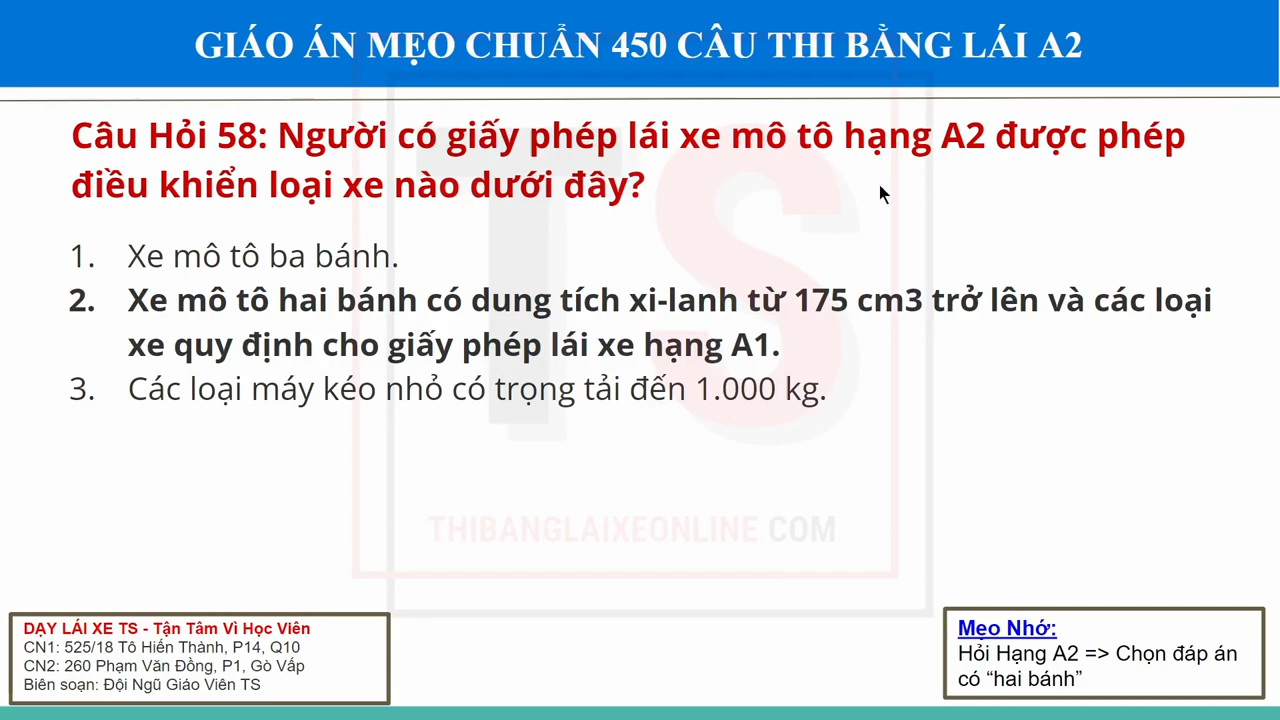 GIÁO ÁN MẸO CHUẨN 450 CÂU THI BẰNG LÁI A2
Câu Hỏi 58: Người có giấy phép lái xe mô tô hạng A2 được phép
điều khiển loại xe nào dưới đây?
1. Xe mô tô ba bánh.
2. Xe mô tô hai bánh có dung tích xi-lanh từ 175 cm3 trở lên và các loại
xe quy định cho giấy phép lái xe hạng A1.
3. Các loại máy kéo nhỏ có trọng tải đến 1.000 kg.
TS
THIBANGLAIXEONLINE.COM
DẠY LÁI XE TS - Tận Tâm Vì Học Viên
CN1: 525/18 Tô Hiến Thành, P14, Q10
CN2: 260 Phạm Văn Đồng, P1, Gò Vấp
Biên soạn: Đội Ngũ Giáo Viên TS
Mẹo Nhớ:
Hỏi Hạng A2 => Chọn đáp án
có “hai bánh”